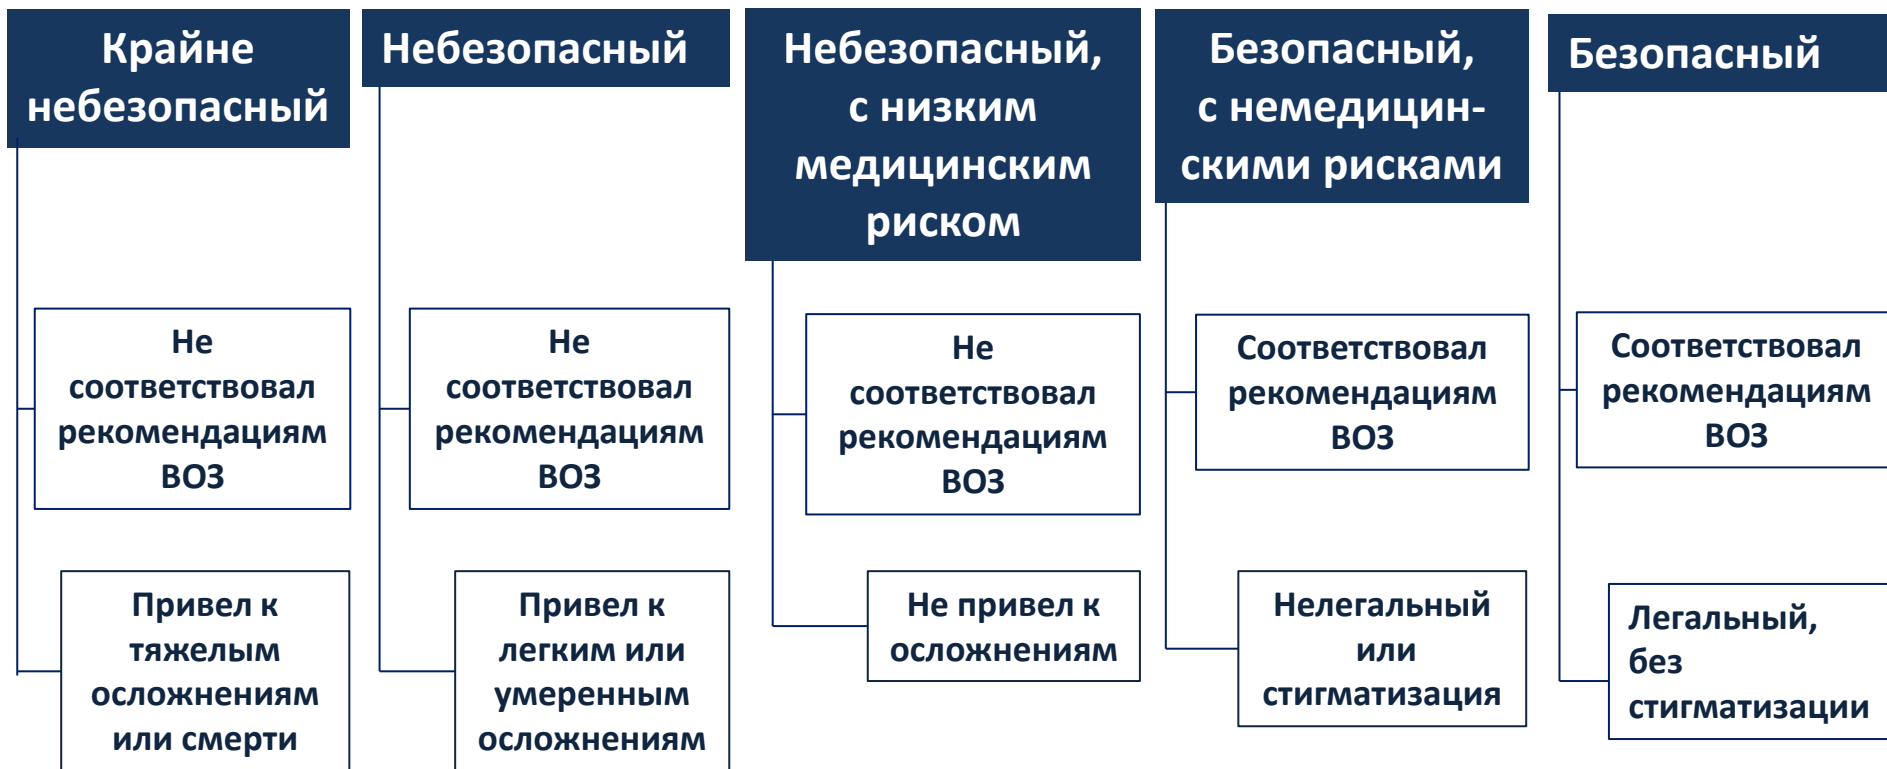 Крайне
небезопасный
Небезопасный
Небезопасный,
с низким
медицинским
риском
Безопасный,
с немедицин-
скими рисками
Безопасный
Не
соответствовал
рекомендациям
ВОЗ
Не
соответствовал
рекомендациям
ВОЗ
Не
соответствовал
рекомендациям
ВОЗ
Соответствовал
рекомендациям
ВОЗ
Соответствовал
рекомендациям
ВОЗ
Привел к
тяжелым
осложнениям
или смерти
Привел к
легким или
умеренным
осложнениям
Не привел к
осложнениям
Нелегальный
или
стигматизация
Легальный,
без
стигматизации